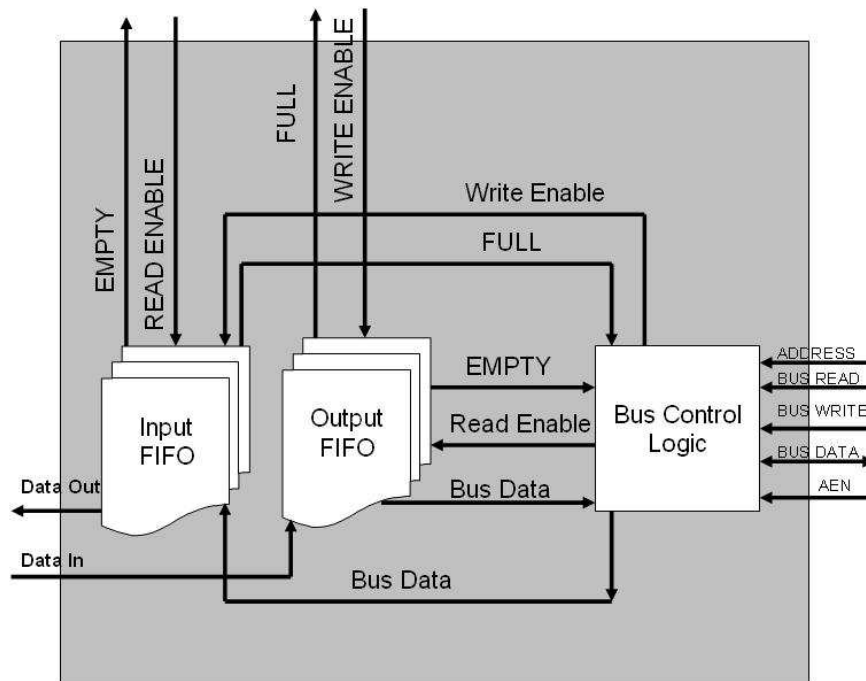 EMPTY
READ ENABLE
FULL
WRITE ENABLE
Write Enable
FULL
Input
FIFO
Output
FIFO
EMPTY
Read Enable
Bus Data
Bus Control
Logic
ADDRESS
BUS READ
BUS WRITE
BUS DATA
AEN
Data Out
Data In
Bus Data